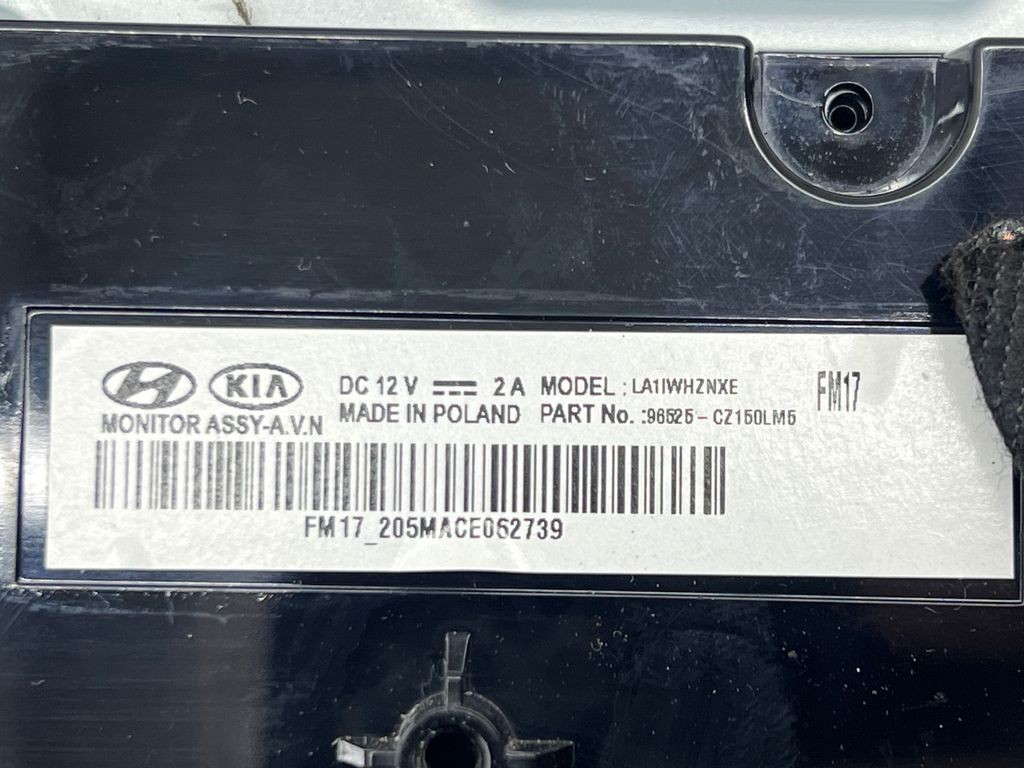 KIA
DC 12 V 2 A MODEL : LA1IWHZNXE
FM17
MONITOR ASSY-A.V.N MADE IN POLAND PART No. :96525-CZ150LM5
FM17_205MACE062739